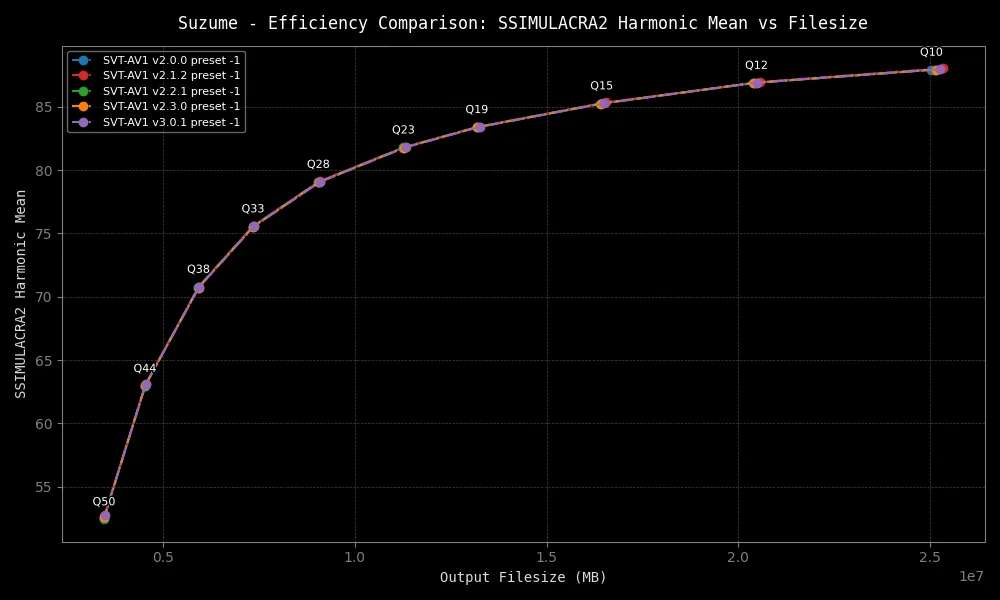 Suzume - Efficiency Comparison: SSIMULACRA2 Harmonic Mean vs Filesize
SVT-AV1 v2.0.0 preset -1
SVT-AV1 v2.1.2 preset -1
SVT-AV1 v2.2.1 preset -1
SVT-AV1 v2.3.0 preset -1
SVT-AV1 v3.0.1 preset -1
Q10
Q12
Q15
Q19
Q23
Q28
Q33
Q38
Q44
Q50
SSIMULACRA2 Harmonic Mean
85
80
75
70
65
60
55
0.5
1.0
1.5
2.0
2.5
1e7
Output Filesize (MB)